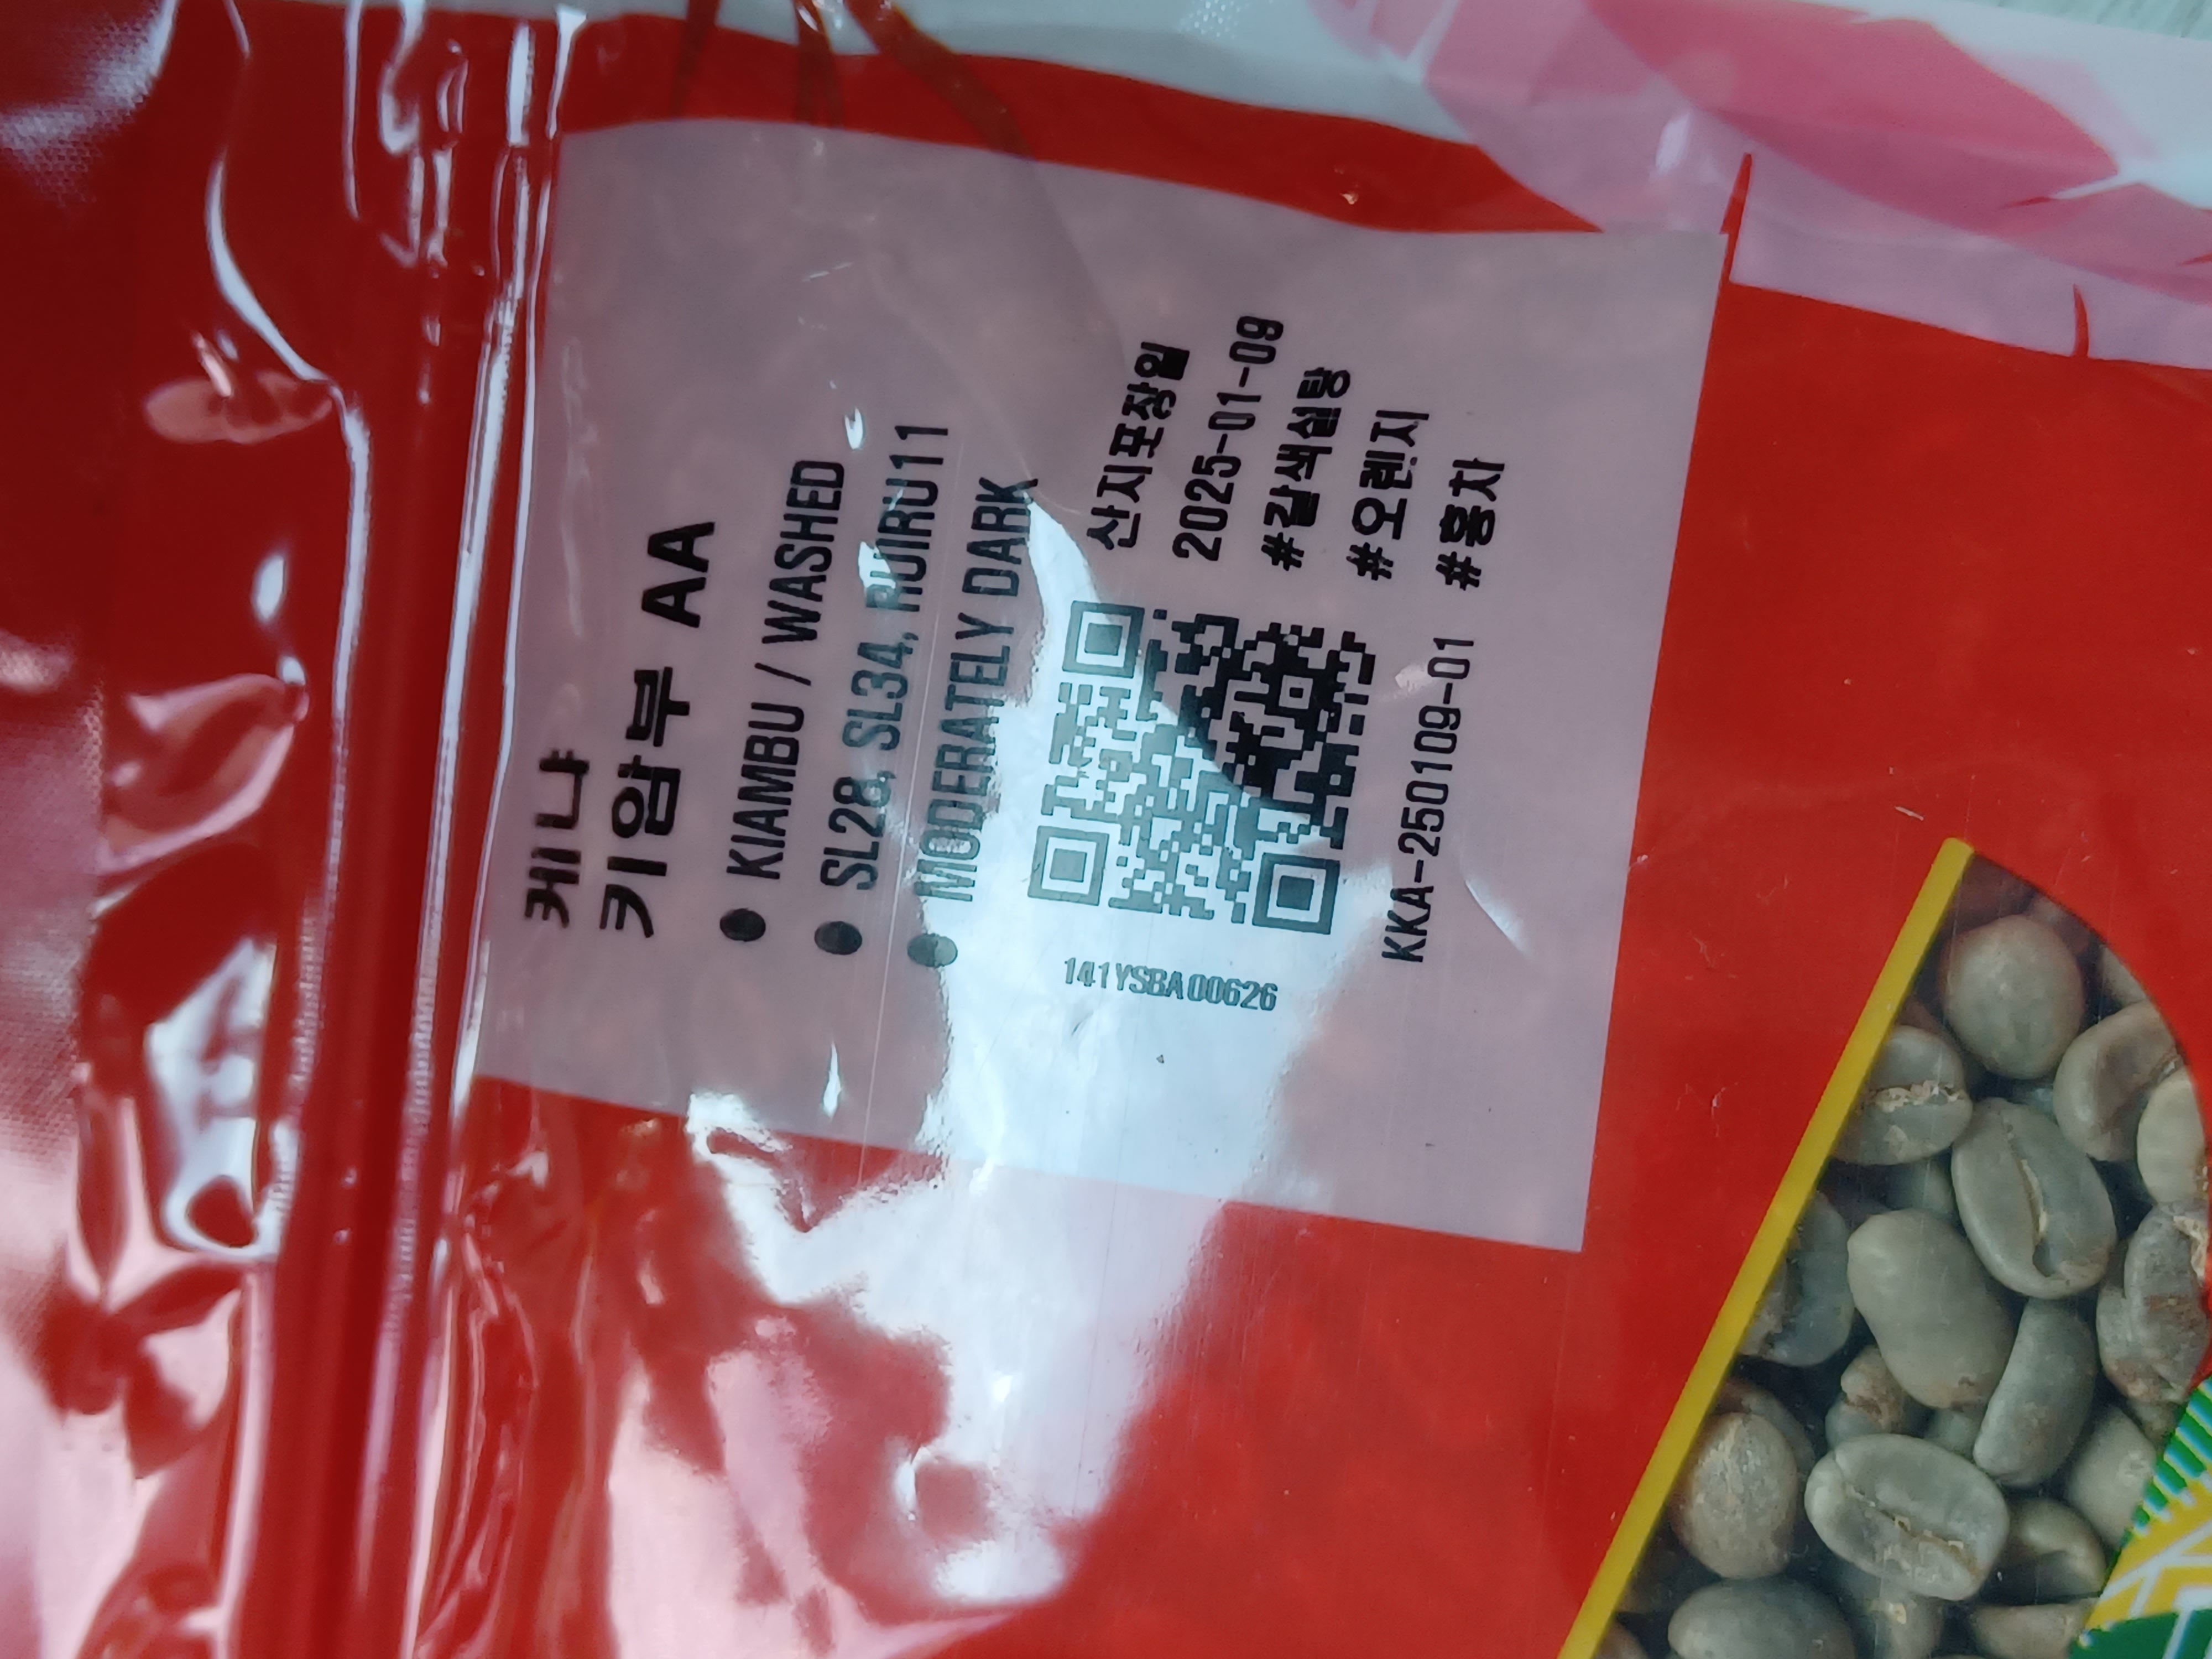 케냐
키암부 AA
● KIAMBU / WASHED
● SL28, SL34, RUIRU11
● MODERATELY DARK
141YSBA00626
산지포장일
2025-01-09
#갈색설탕
#오렌지
#홍차
KKA-250109-01